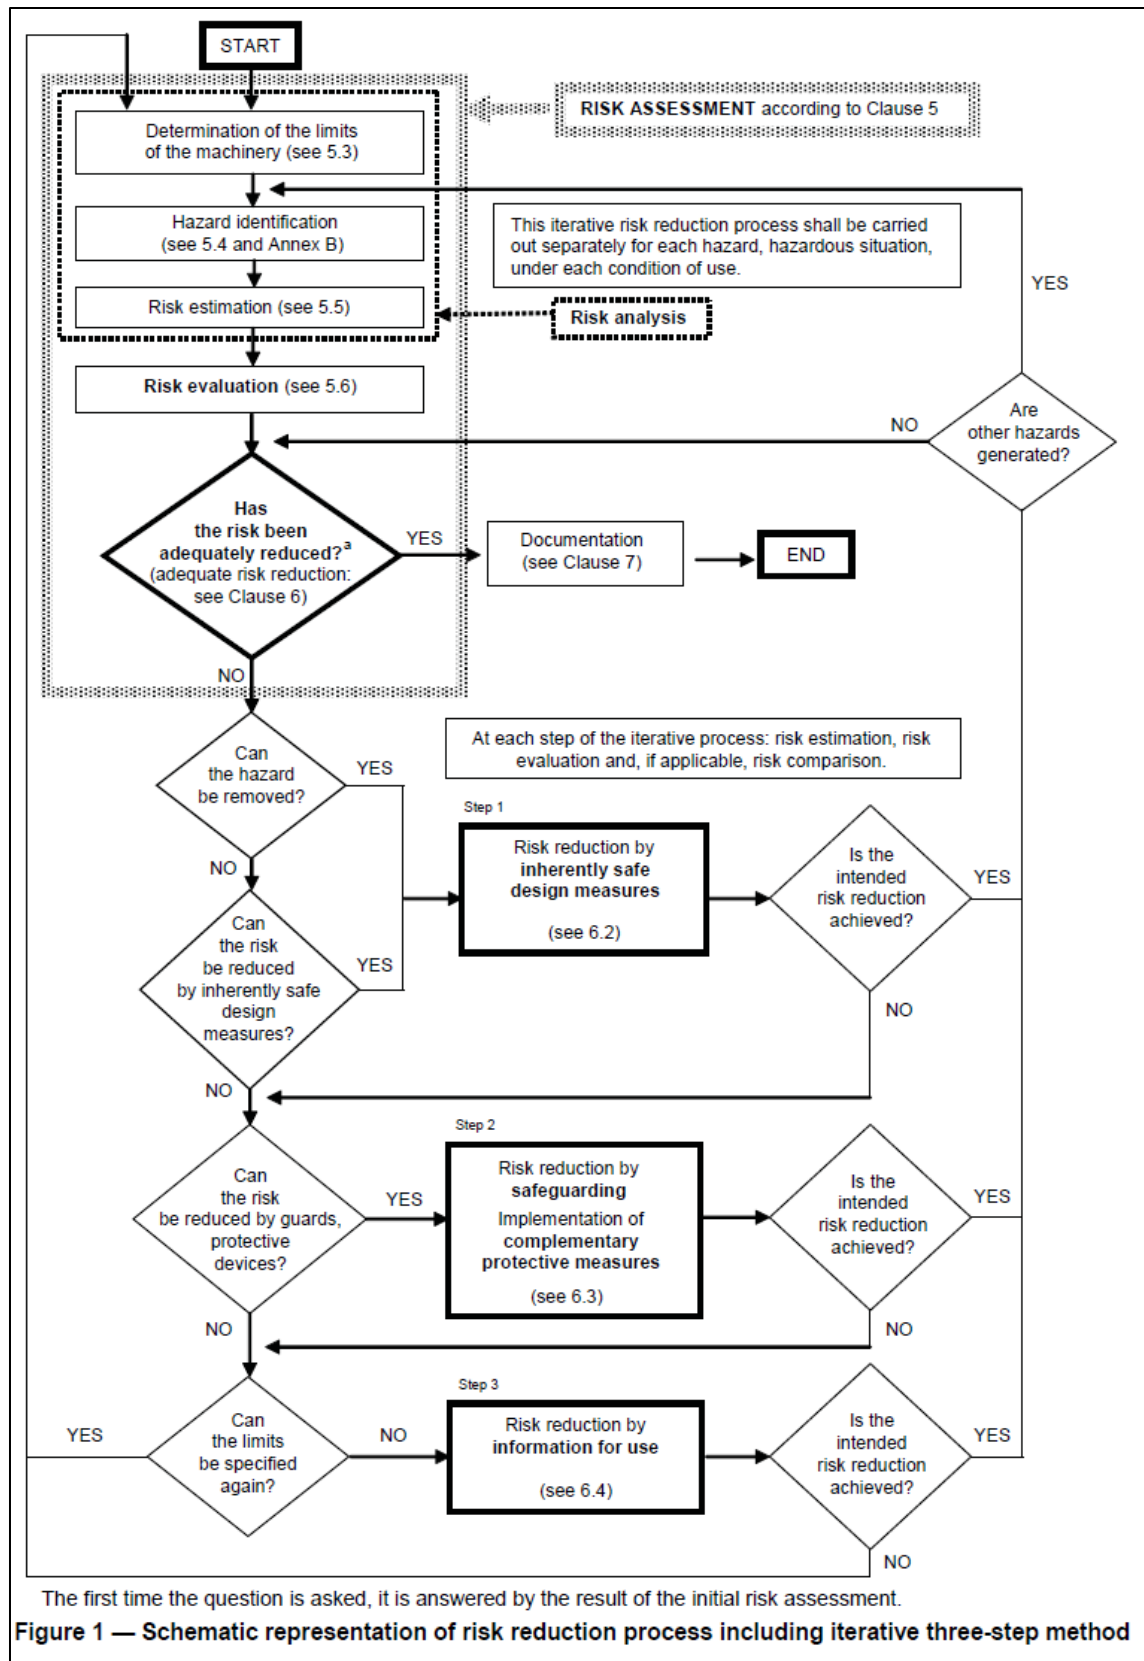 START
RISK ASSESSMENT according to Clause 5
Determination of the limits
of the machinery (see 5.3)
Hazard identification
(see 5.4 and Annex B)
This iterative risk reduction process shall be carried
out separately for each hazard, hazardous situation,
under each condition of use.
YES
Risk estimation (see 5.5)
Risk analysis
Risk evaluation (see 5.6)
Are
other hazards
generated?
NO
Has
the risk been
adequately reduced?a
(adequate risk reduction:
see Clause 6)
YES
Documentation
(see Clause 7)
END
NO
Can
the hazard
be removed?
YES
At each step of the iterative process: risk estimation, risk
evaluation and, if applicable, risk comparison.
NO
Step 1
Risk reduction by
inherently safe
design measures
(see 6.2)
Is the
intended
risk reduction
achieved?
YES
NO
Can
the risk
be reduced
by inherently safe
design
measures?
YES
NO
Step 2
Can
the risk
be reduced by guards,
protective
devices?
YES
Risk reduction by
safeguarding
Implementation of
complementary
protective measures
(see 6.3)
Is the
intended
risk reduction
achieved?
YES
NO
NO
Step 3
Can
the limits
be specified
again?
YES
NO
Risk reduction by
information for use
(see 6.4)
Is the
intended
risk reduction
achieved?
YES
NO
The first time the question is asked, it is answered by the result of the initial risk assessment.
Figure 1 — Schematic representation of risk reduction process including iterative three-step method